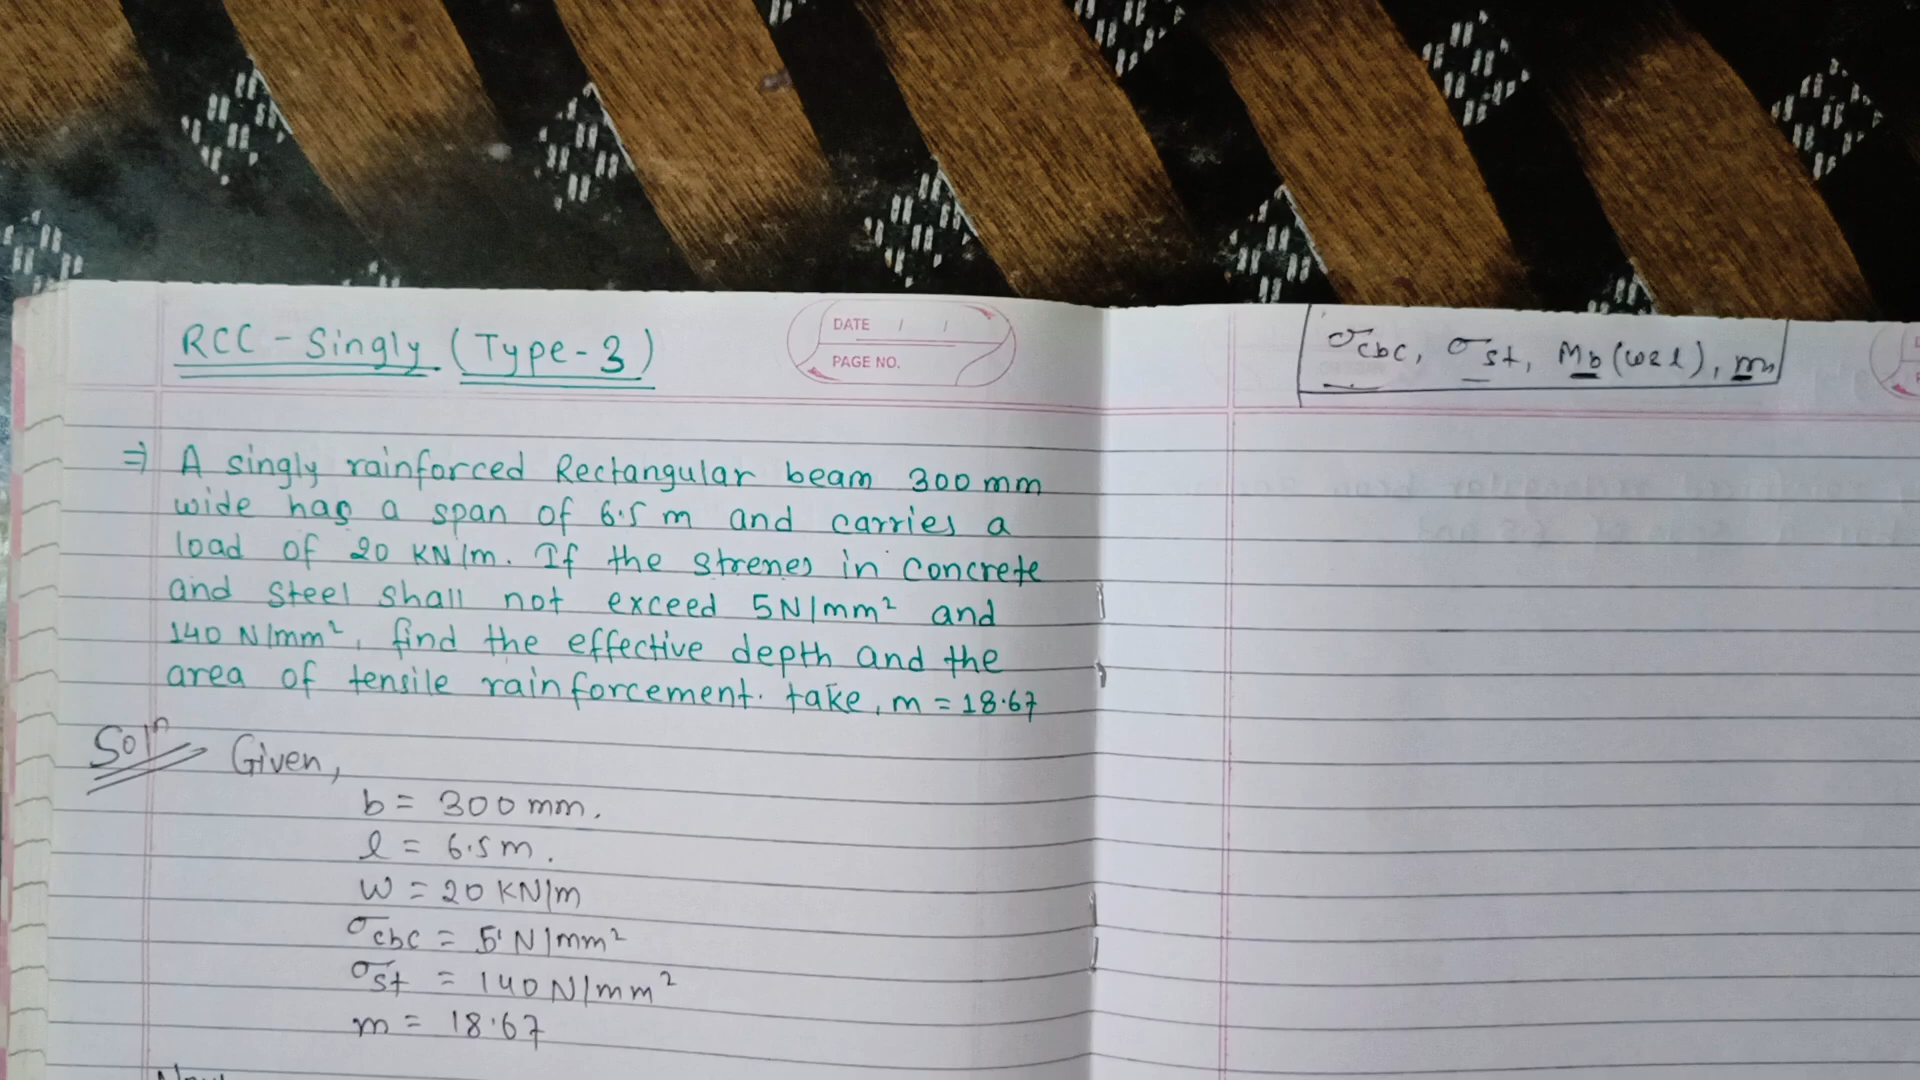 RCC - Singly (Type-3)
DATE / /
PAGE NO.
σcbc, σst, Mb (w & l), m
⇒ A singly rainforced Rectangular beam 300 mm
wide has a span of 6.5 m and carries a
load of 20 KN/m. If the stresses in concrete
and steel shall not exceed 5N/mm² and
140 N/mm², find the effective depth and the
area of tensile rainforcement. take, m = 18.67
Solⁿ Given,
b = 300 mm.
l = 6.5 m.
W = 20 KN/m
σcbc = 5 N/mm²
σst = 140 N/mm²
m = 18.67